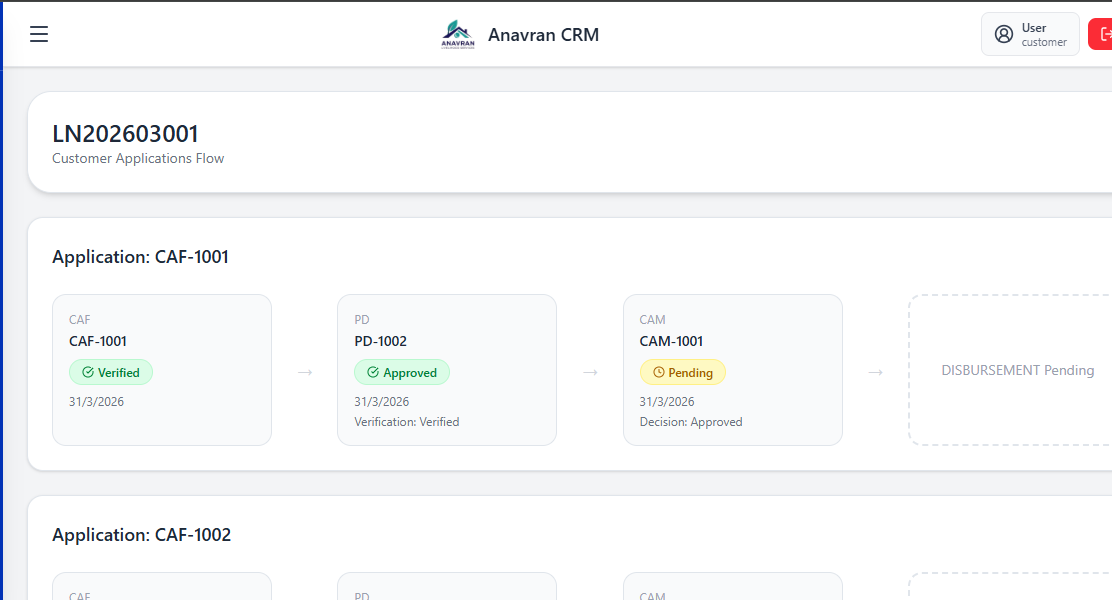 ANAVRAN
Anavran CRM
User
customer
LN202603001
Customer Applications Flow
Application: CAF-1001
CAF
CAF-1001
Verified
31/3/2026
→
PD
PD-1002
Approved
31/3/2026
Verification: Verified
→
CAM
CAM-1001
Pending
31/3/2026
Decision: Approved
→
DISBURSEMENT Pending
Application: CAF-1002
CAF
PD
CAM